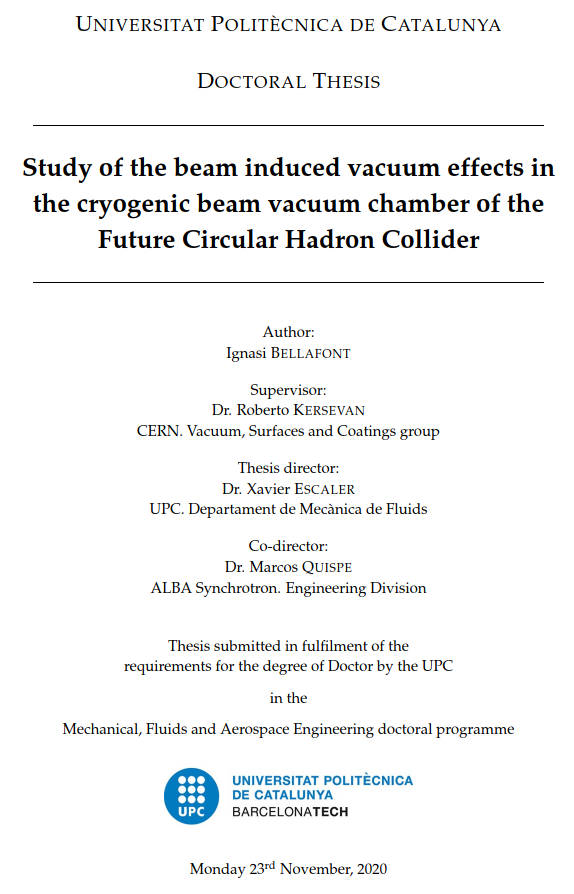 UNIVERSITAT POLITÈCNICA DE CATALUNYA
DOCTORAL THESIS
Study of the beam induced vacuum effects in
the cryogenic beam vacuum chamber of the
Future Circular Hadron Collider
Author:
Ignasi BELLAFONT
Supervisor:
Dr. Roberto KERSEVAN
CERN. Vacuum, Surfaces and Coatings group
Thesis director:
Dr. Xavier ESCALER
UPC. Departament de Mecànica de Fluids
Co-director:
Dr. Marcos QUISPE
ALBA Synchrotron. Engineering Division
Thesis submitted in fulfilment of the
requirements for the degree of Doctor by the UPC
in the
Mechanical, Fluids and Aerospace Engineering doctoral programme
UPC
UNIVERSITAT POLITÈCNICA
DE CATALUNYA
BARCELONATECH
Monday 23rd November, 2020